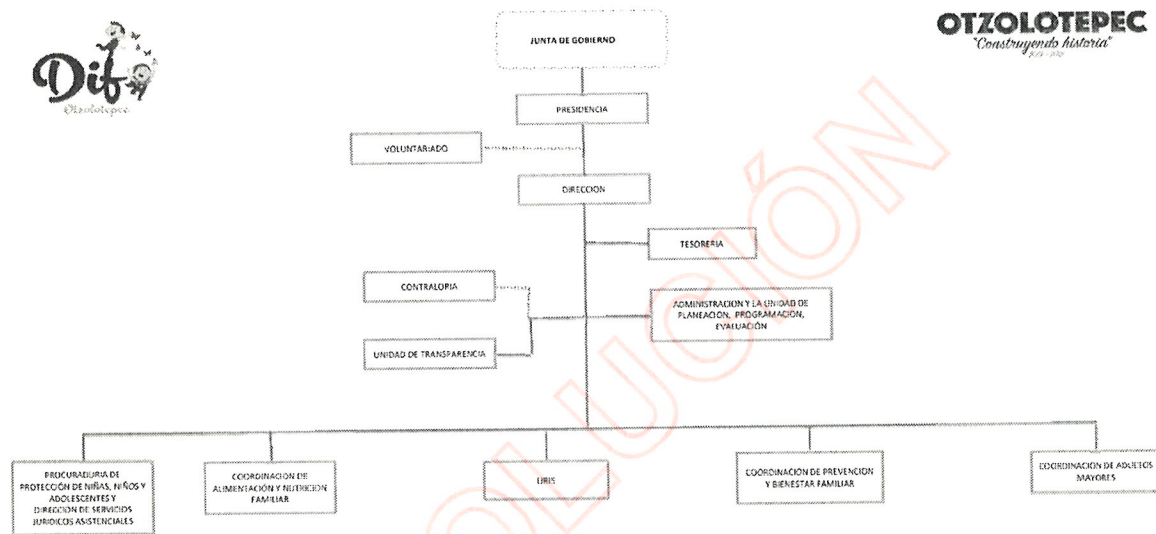 Dif
Otzolotepec
OTZOLOTEPEC
"Construyendo historia"
JUNTA DE GOBIERNO
PRESIDENCIA
VOLUNTARIADO
DIRECCION
TESORERIA
CONTRALORIA
ADMINISTRACION Y LA UNIDAD DE
PLANEACION, PROGRAMACION,
EVALUACIÓN
UNIDAD DE TRANSPARENCIA
PROCURADURIA DE
PROTECCIÓN DE NIÑAS, NIÑOS Y
ADOLESCENTES Y
DIRECCION DE SERVICIOS
JURIDICOS ASISTENCIALES
COORDINACION DE
ALIMENTACIÓN Y NUTRICION
FAMILIAR
URIS
COORDINACION DE PREVENCION
Y BIENESTAR FAMILIAR
COORDINACION DE ADULTOS
MAYORES
OLUCIÓN